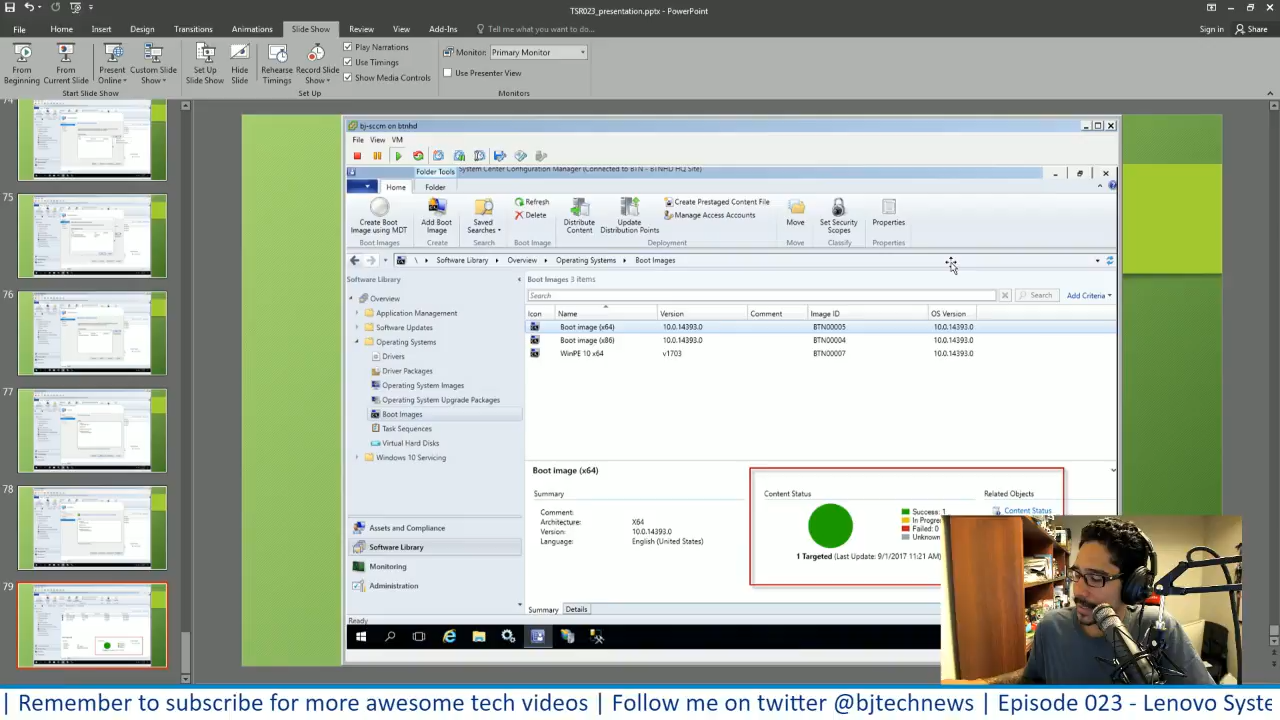 TSR023_presentation.pptx - PowerPoint
File Home Insert Design Transitions Animations Slide Show Review View Add-Ins Tell me what you want to do... Sign in Share
From Beginning
From Current Slide
Present Online
Custom Slide Show
Start Slide Show
Set Up Slide Show
Hide Slide
Rehearse Timings
Record Slide Show
Play Narrations
Use Timings
Show Media Controls
Set Up
Monitor: Primary Monitor
Use Presenter View
Monitors
74
75
76
77
78
79
bj-sccm on btnhd
File View VM
Folder Tools System Center Configuration Manager (Connected to BTN - BTNHD HQ Site)
Home Folder
Create Boot Image using MDT
Boot Images
Add Boot Image
Create
Saved Searches
Search
Refresh
Delete
Boot Image
Distribute Content
Update Distribution Points
Create Prestaged Content File
Manage Access Accounts
Deployment
Move
Move
Set Security Scopes
Classify
Properties
Properties
\ Software Library Overview Operating Systems Boot Images
Software Library
Overview
Application Management
Software Updates
Operating Systems
Drivers
Driver Packages
Operating System Images
Operating System Upgrade Packages
Boot Images
Task Sequences
Virtual Hard Disks
Windows 10 Servicing
Assets and Compliance
Software Library
Monitoring
Administration
Boot Images 3 items
Search Search Add Criteria
Icon Name Version Comment Image ID OS Version
Boot image (x64) 10.0.14393.0 BTN00005 10.0.14393.0
Boot image (x86) 10.0.14393.0 BTN00004 10.0.14393.0
WinPE 10 x64 v1703 BTN00007 10.0.14393.0
Boot image (x64)
Summary
Comment:
Architecture: X64
Version: 10.0.14393.0
Language: English (United States)
Content Status
Success: 1
In Progr
Failed: 0
Unknown
1 Targeted (Last Update: 9/1/2017 11:21 AM)
Related Objects
Content Status
Summary Details
Ready
| Remember to subscribe for more awesome tech videos | Follow me on twitter @bjtechnews | Episode 023 - Lenovo Syste